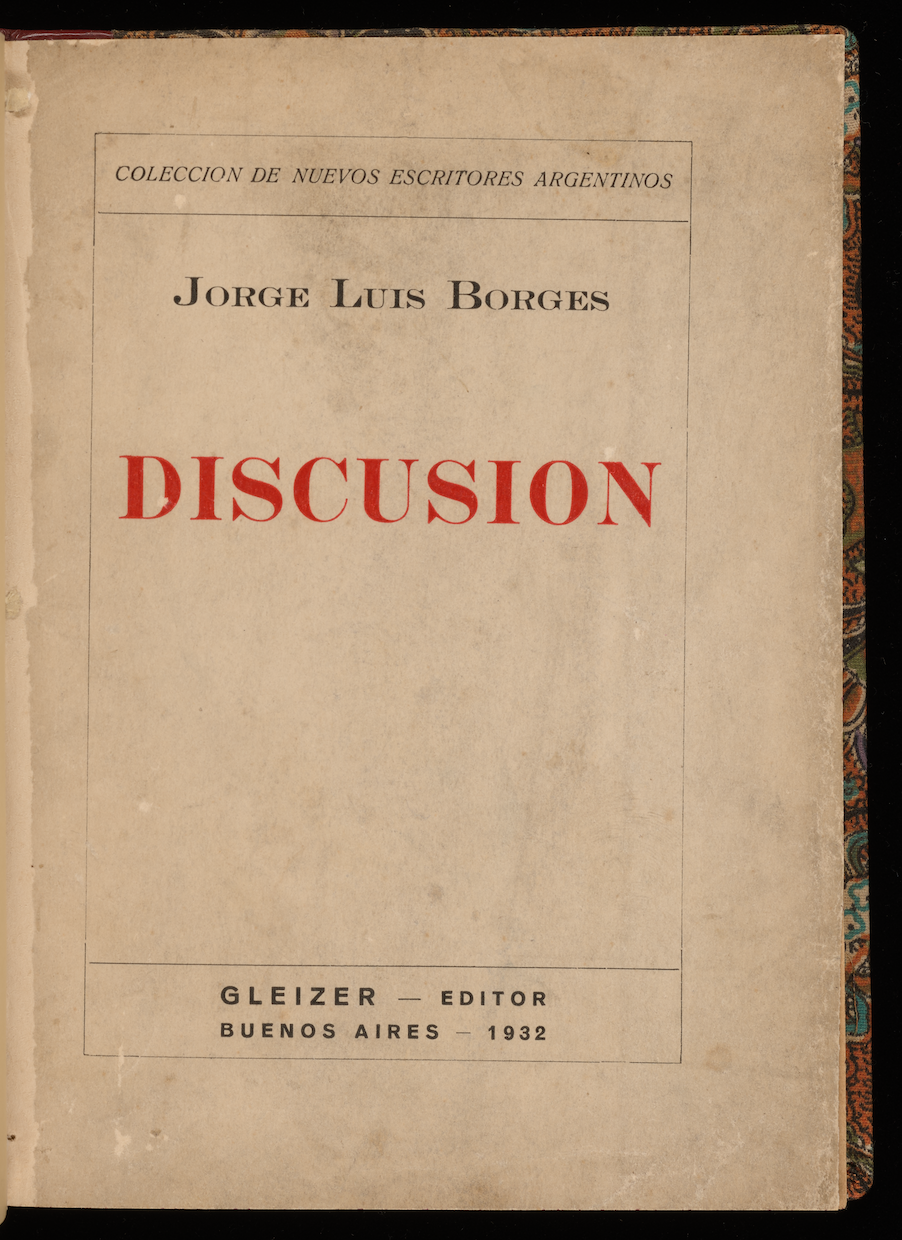 COLECCION DE NUEVOS ESCRITORES ARGENTINOS
JORGE LUIS BORGES
DISCUSION
GLEIZER — EDITOR
BUENOS AIRES — 1932